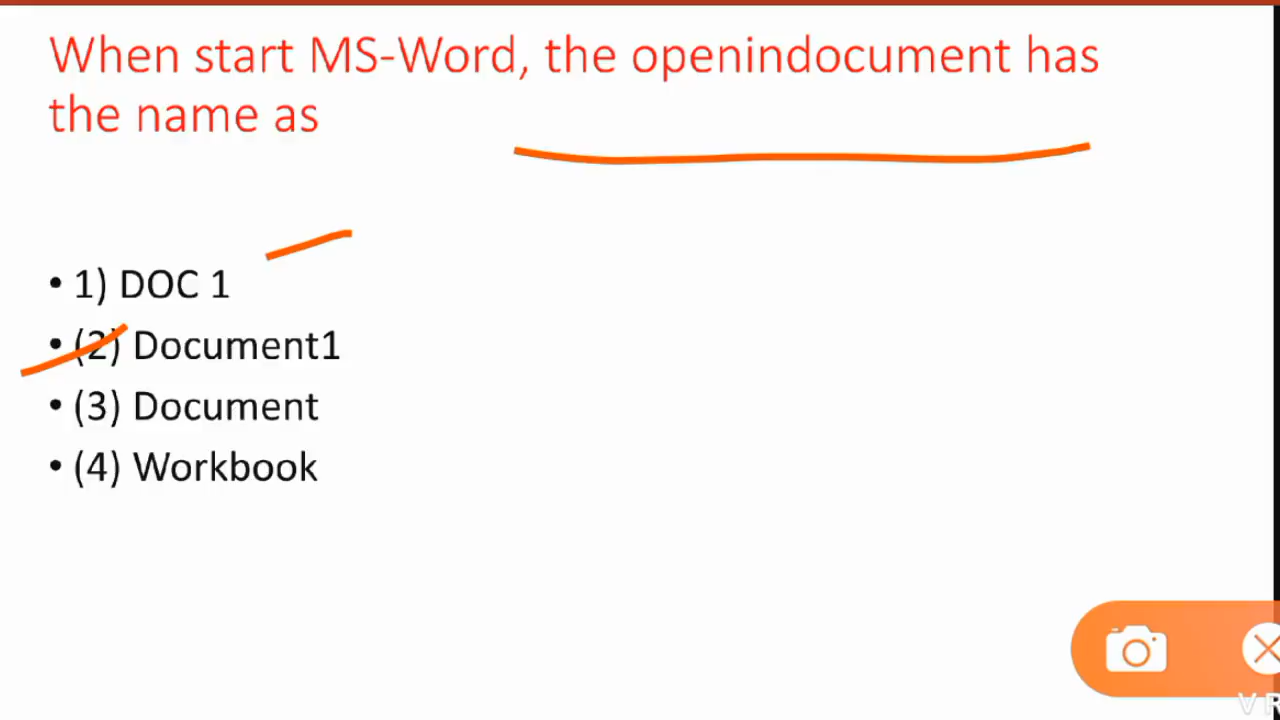 When start MS-Word, the openindocument has
the name as
• 1) DOC 1
• (2) Document1
• (3) Document
• (4) Workbook
V R